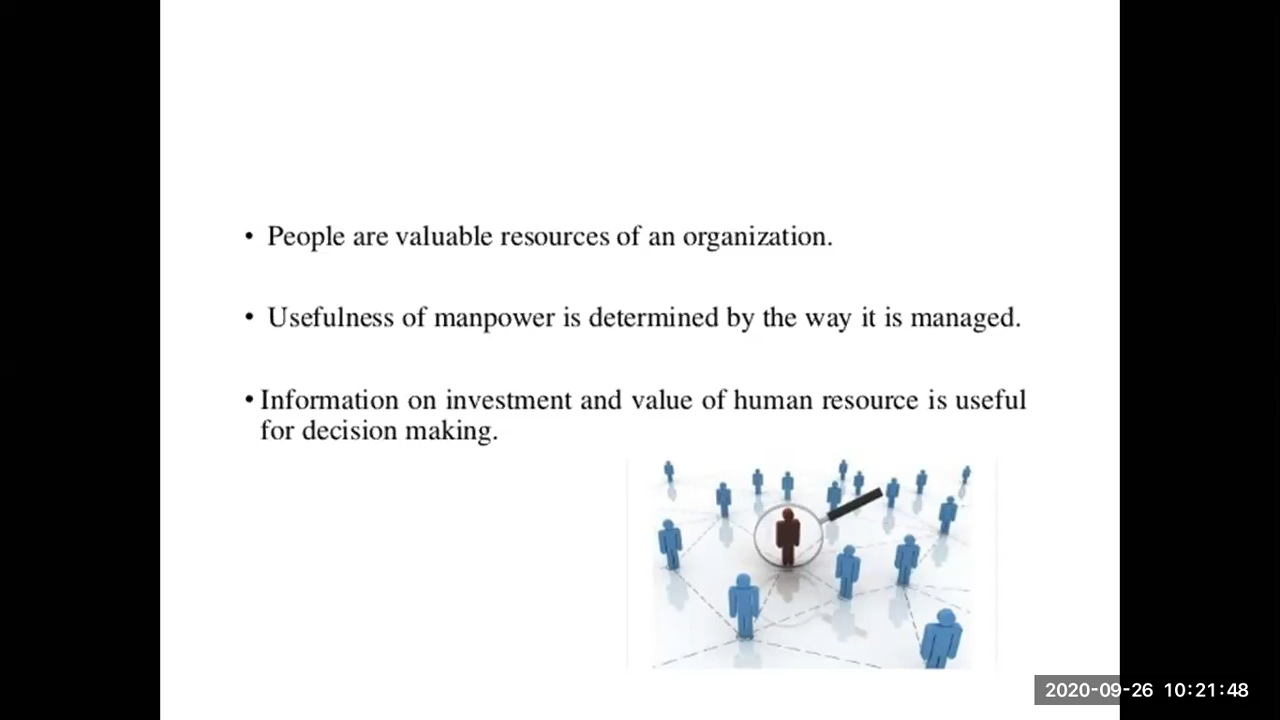 • People are valuable resources of an organization.
• Usefulness of manpower is determined by the way it is managed.
• Information on investment and value of human resource is useful
for decision making.
2020-09-26 10:21:48